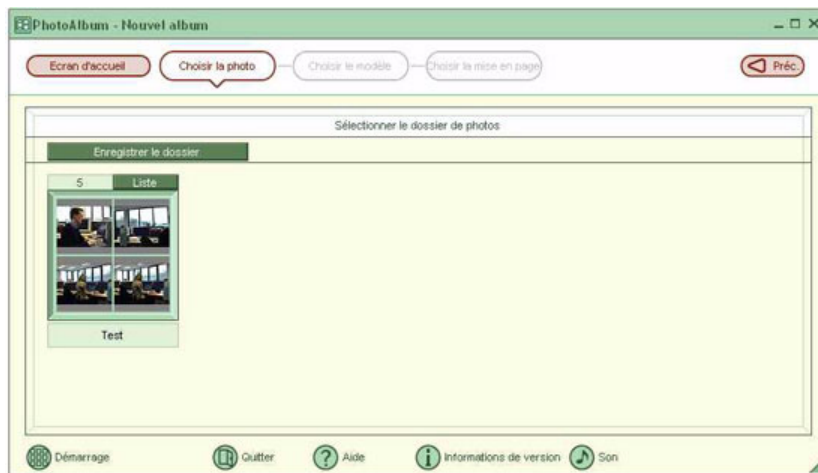 PhotoAlbum - Nouvel album
Ecran d'accueil Choisir la photo Choisir le modèle Choisir la mise en page Préc.
Sélectionner le dossier de photos
Enregistrer le dossier
5 Liste
Test
Démarrage Quitter Aide Informations de version Son